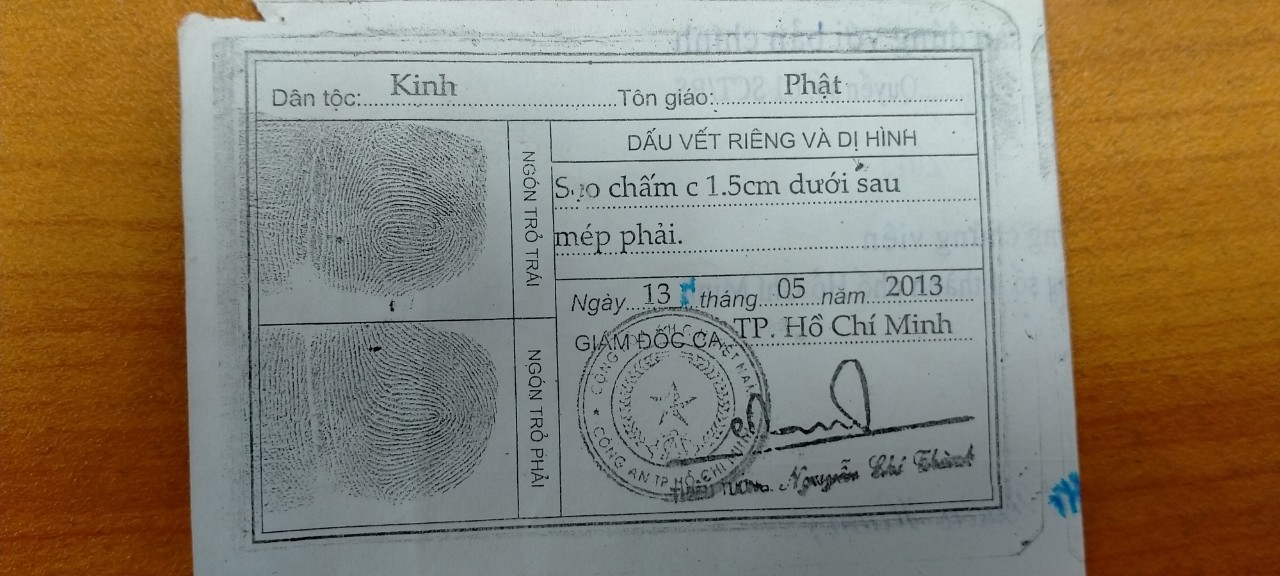 Dân tộc: Kinh Tôn giáo: Phật
DẤU VẾT RIÊNG VÀ DỊ HÌNH
NGÓN TRỎ TRÁI
Sẹo chấm c 1.5cm dưới sau
mép phải.
Ngày 13 tháng 05 năm 2013
GIÁM ĐỐC CA TP. Hồ Chí Minh
NGÓN TRỎ PHẢI
CÔNG AN TP HỒ CHÍ MINH
THIẾU TƯỚNG: Nguyễn Chí Thành